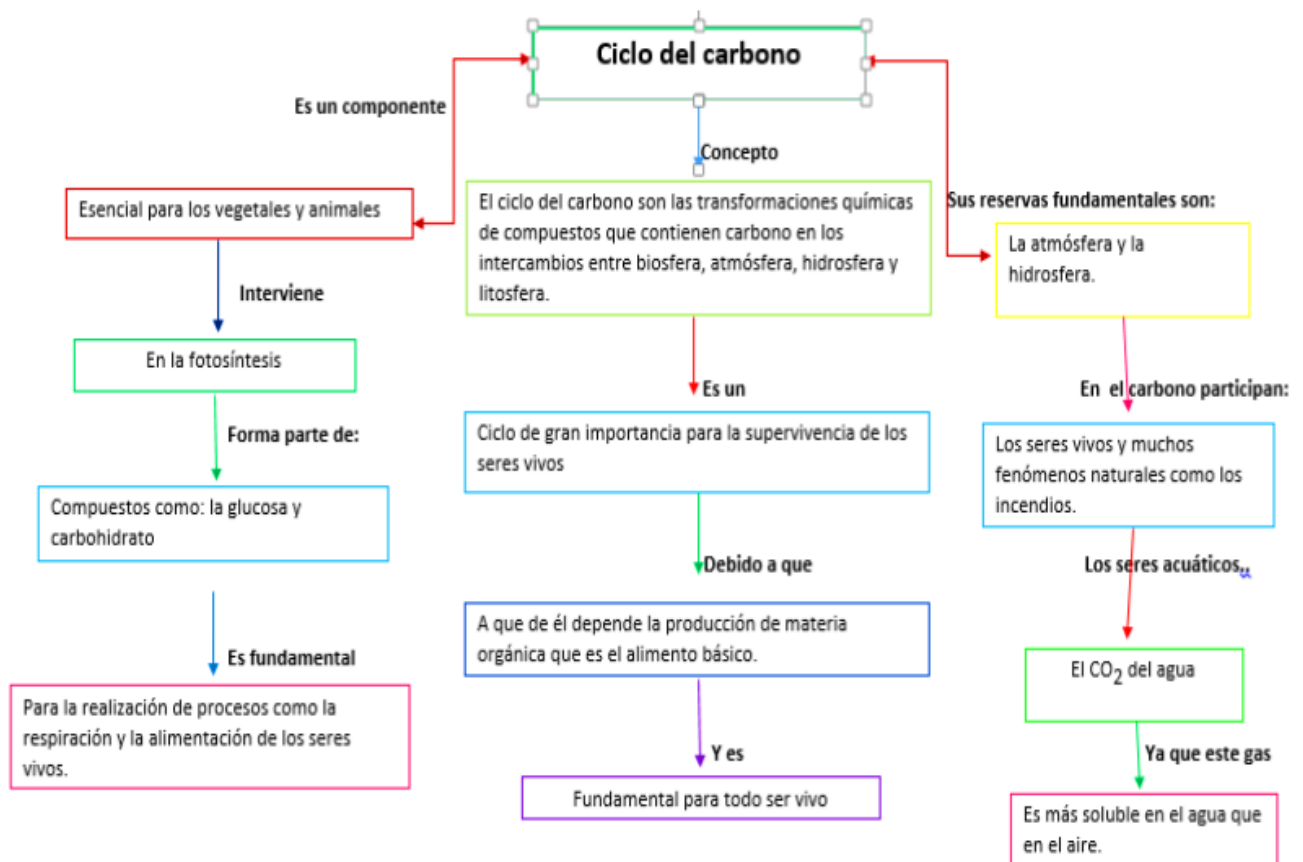 Ciclo del carbono
Es un componente
Concepto
Esencial para los vegetales y animales
El ciclo del carbono son las transformaciones químicas
de compuestos que contienen carbono en los
intercambios entre biosfera, atmósfera, hidrosfera y
litosfera.
Sus reservas fundamentales son:
La atmósfera y la
hidrosfera.
Interviene
En la fotosíntesis
Es un
En el carbono participan:
Forma parte de:
Ciclo de gran importancia para la supervivencia de los
seres vivos
Los seres vivos y muchos
fenómenos naturales como los
incendios.
Compuestos como: la glucosa y
carbohidrato
Debido a que
Los seres acuáticos,,
A que de él depende la producción de materia
orgánica que es el alimento básico.
Es fundamental
El CO₂ del agua
Para la realización de procesos como la
respiración y la alimentación de los seres
vivos.
Y es
Ya que este gas
Fundamental para todo ser vivo
Es más soluble en el agua que
en el aire.